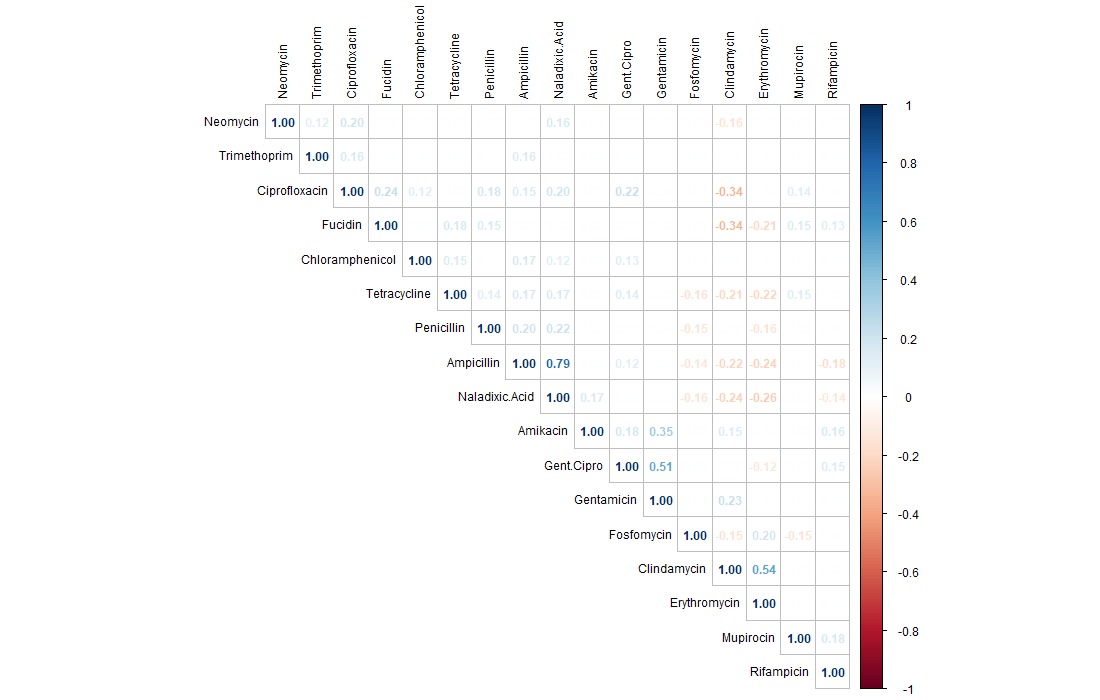 Neomycin Trimethoprim Ciprofloxacin Fucidin Chloramphenicol Tetracycline Penicillin Ampicillin Naladixic.Acid Amikacin Gent.Cipro Gentamicin Fosfomycin Clindamycin Erythromycin Mupirocin Rifampicin
Neomycin 1.00 0.12 0.20 0.16 -0.16
Trimethoprim 1.00 0.16 0.16
Ciprofloxacin 1.00 0.24 0.12 0.18 0.15 0.20 0.22 -0.34 0.14
Fucidin 1.00 0.18 0.15 -0.34 -0.21 0.15 0.13
Chloramphenicol 1.00 0.15 0.17 0.12 0.13
Tetracycline 1.00 0.14 0.17 0.17 0.14 -0.16 -0.21 -0.22 0.15
Penicillin 1.00 0.20 0.22 -0.15 -0.16
Ampicillin 1.00 0.79 0.12 -0.14 -0.22 -0.24 -0.18
Naladixic.Acid 1.00 0.17 -0.16 -0.24 -0.26 -0.14
Amikacin 1.00 0.18 0.35 0.15 0.16
Gent.Cipro 1.00 0.51 -0.12 0.15
Gentamicin 1.00 0.23
Fosfomycin 1.00 -0.15 0.20 -0.15
Clindamycin 1.00 0.54
Erythromycin 1.00
Mupirocin 1.00 0.18
Rifampicin 1.00
1
0.8
0.6
0.4
0.2
0
-0.2
-0.4
-0.6
-0.8
-1